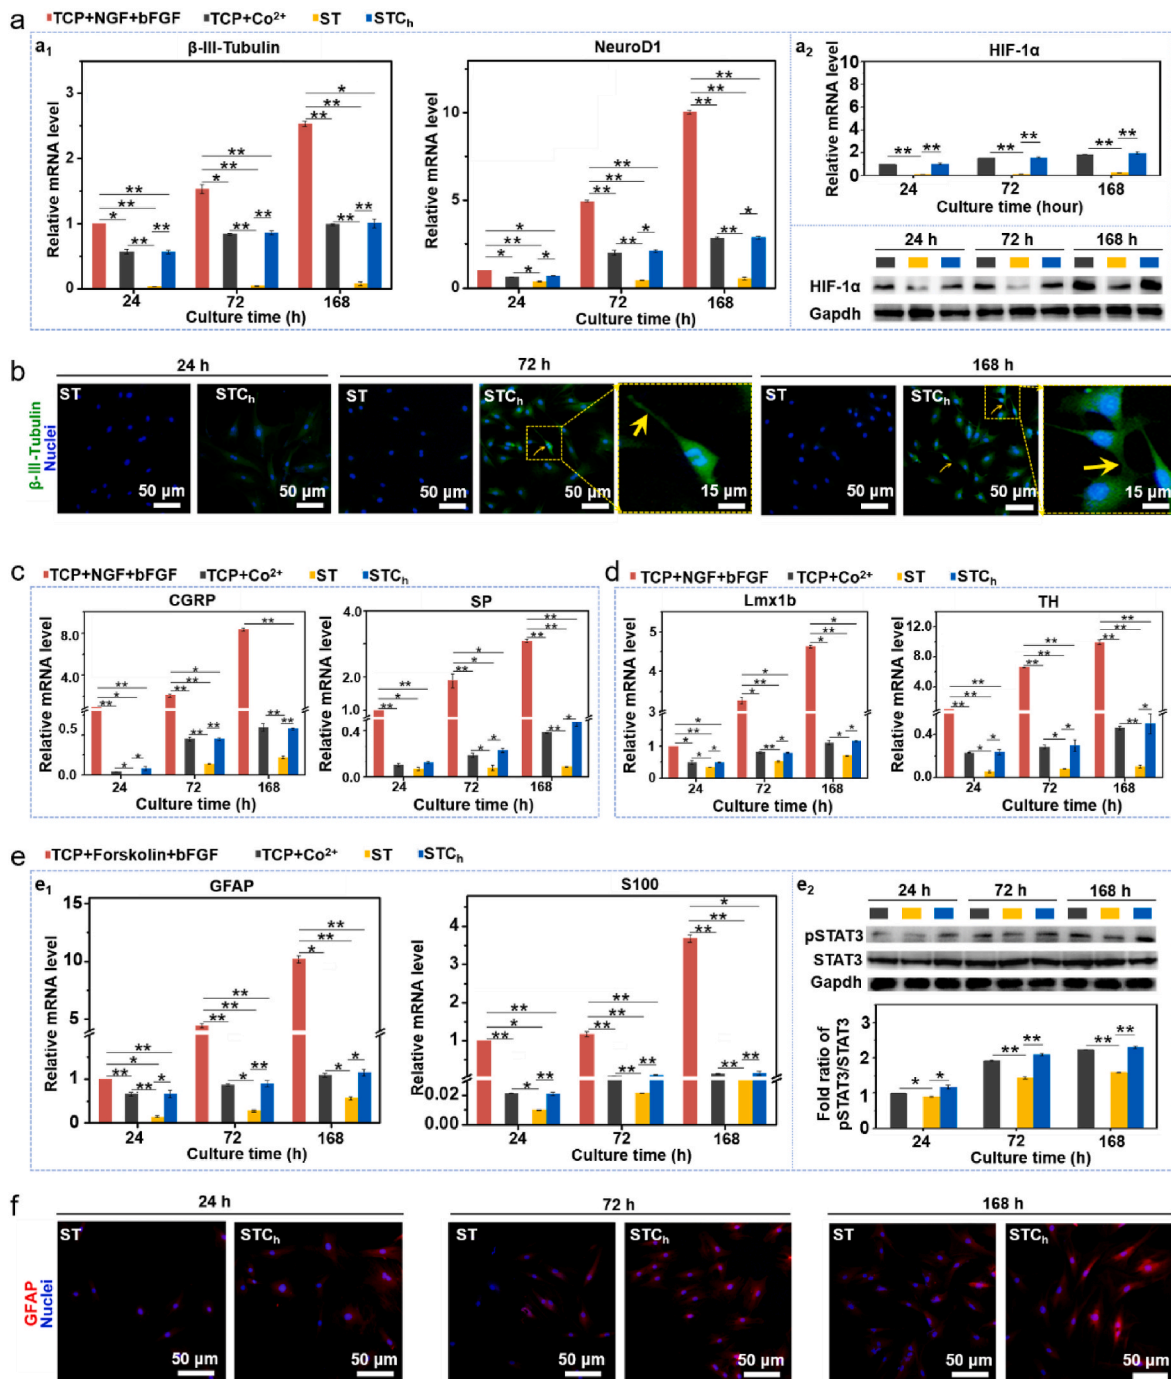 a
TCP+NGF+bFGF TCP+Co²⁺ ST STCₕ
a₁
β-III-Tubulin
Relative mRNA level
3
2
1
0
** ** * ** ** ** * ** ** ** ** * * ** ** ** ** *
24 72 168
Culture time (h)
NeuroD1
Relative mRNA level
10
5
0
24 72 168
Culture time (h)
a₂
HIF-1α
Relative mRNA level
10
8
6
4
2
0
** ** ** ** ** **
24 72 168
Culture time (hour)
24 h 72 h 168 h
HIF-1α
Gapdh
b
24 h 72 h 168 h
β-III-Tubulin
Nuclei
ST STCₕ ST STCₕ ST STCₕ
50 μm 50 μm 50 μm 50 μm 15 μm 50 μm 50 μm 15 μm
c
TCP+NGF+bFGF TCP+Co²⁺ ST STCₕ
CGRP
Relative mRNA level
8.0
4.0
0.5
0.0
24 72 168
Culture time (h)
SP
Relative mRNA level
4.0
2.0
1.0
0.4
0.0
24 72 168
Culture time (h)
d
TCP+NGF+bFGF TCP+Co²⁺ ST STCₕ
Lmx1b
Relative mRNA level
5
4
3
1
0
24 72 168
Culture time (h)
TH
Relative mRNA level
12.0
8.0
4.0
1.0
0.4
0.0
24 72 168
Culture time (h)
e
TCP+Forskolin+bFGF TCP+Co²⁺ ST STCₕ
e₁
GFAP
Relative mRNA level
15
10
5
1
0
24 72 168
Culture time (h)
S100
Relative mRNA level
4
3
2
1
0.02
0.00
24 72 168
Culture time (h)
e₂
24 h 72 h 168 h
pSTAT3
STAT3
Gapdh
Fold ratio of
pSTAT3/STAT3
3
2
1
0
* * ** ** ** **
24 72 168
Culture time (h)
f
24 h 72 h 168 h
GFAP
Nuclei
ST STCₕ ST STCₕ ST STCₕ
50 μm 50 μm 50 μm 50 μm 50 μm 50 μm